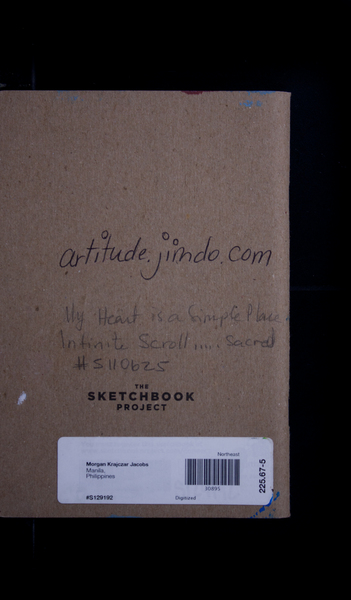 artitude.jimdo.com
My Heart is a Simple Place.
Infinite Scroll..... Sacred
#S110625
THE
SKETCHBOOK
PROJECT
Northeast
Morgan Krajczar Jacobs
Manila,
Philippines
30895
#S129192
Digitized
225.67-5